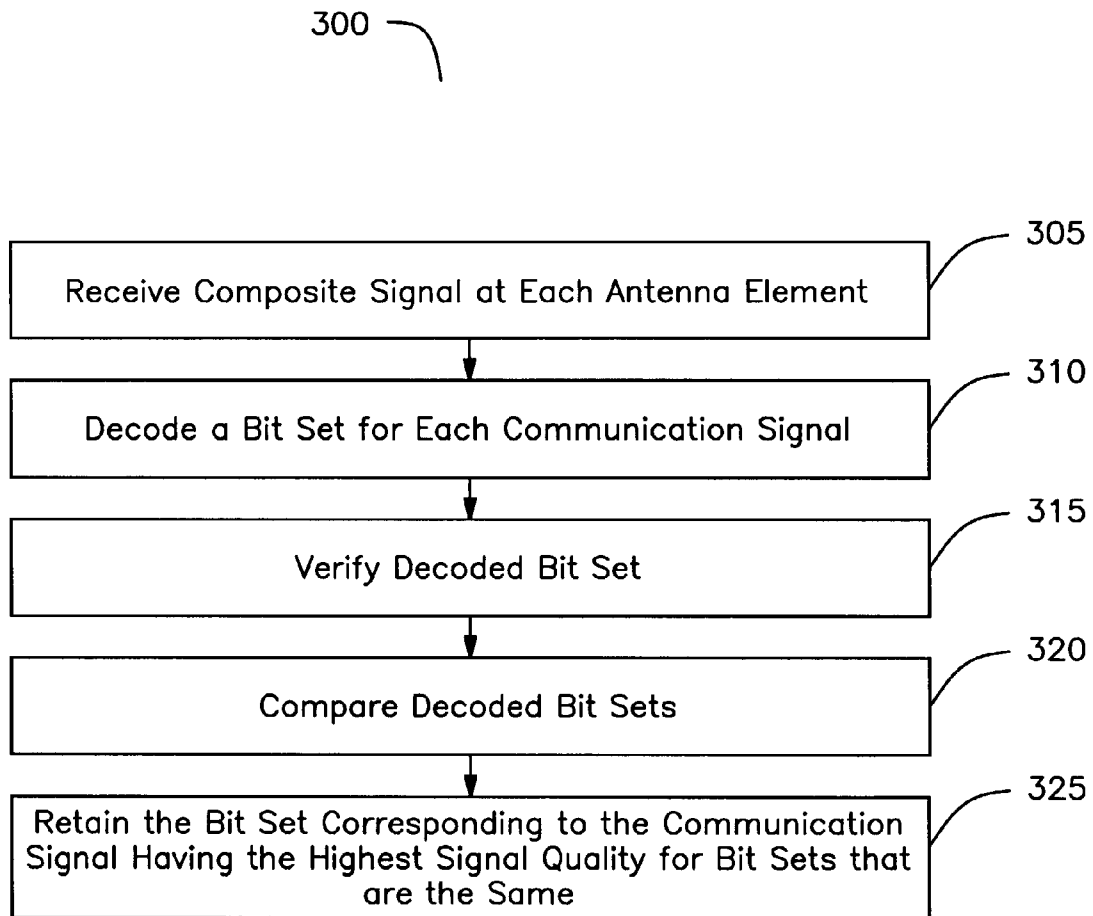 300
305
Receive Composite Signal at Each Antenna Element
310
Decode a Bit Set for Each Communication Signal
315
Verify Decoded Bit Set
320
Compare Decoded Bit Sets
325
Retain the Bit Set Corresponding to the Communication
Signal Having the Highest Signal Quality for Bit Sets that
are the Same